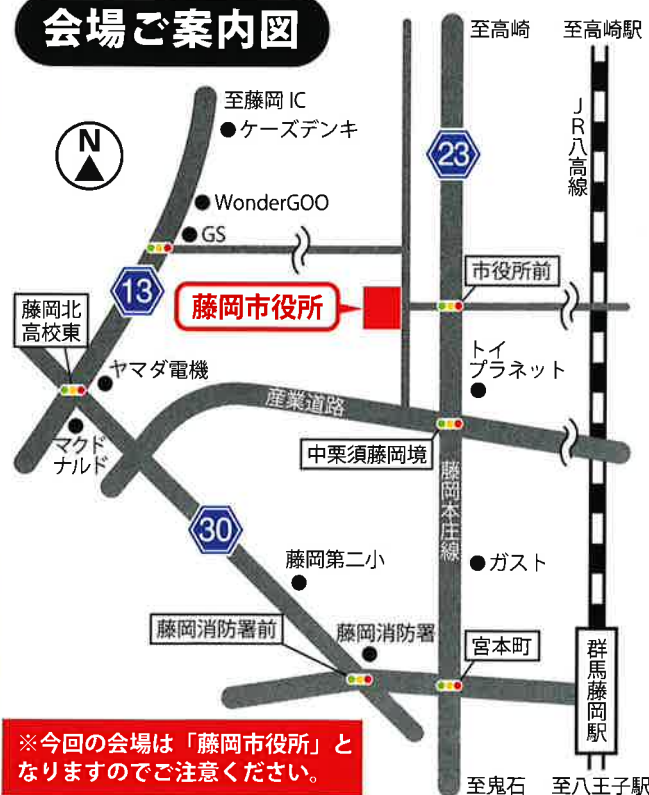 会場ご案内図
至高崎
至高崎駅
至藤岡 IC
ケーズデンキ
JR八高線
N
23
WonderGOO
GS
市役所前
13
藤岡市役所
藤岡北
高校東
トイ
プラネット
ヤマダ電機
産業道路
マクド
ナルド
中栗須藤岡境
藤岡本庄線
30
藤岡第二小
ガスト
藤岡消防署前
藤岡消防署
宮本町
群馬藤岡駅
※今回の会場は「藤岡市役所」と
なりますのでご注意ください。
至鬼石
至八王子駅